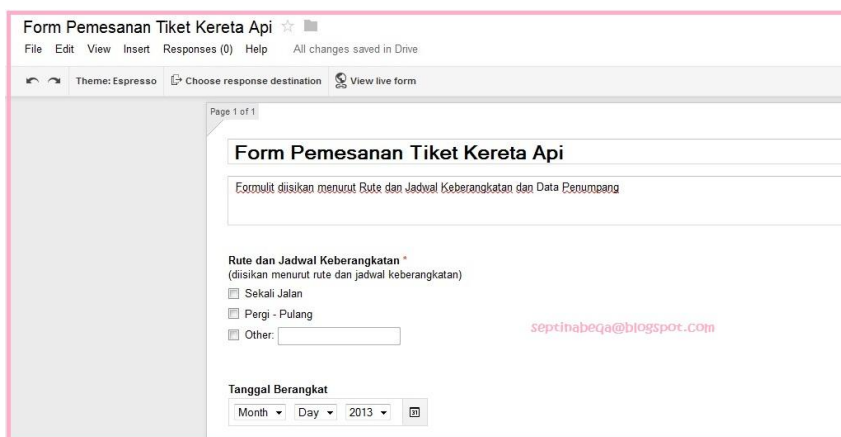 Form Pemesanan Tiket Kereta Api
File Edit View Insert Responses (0) Help All changes saved in Drive
Theme: Espresso Choose response destination View live form
Page 1 of 1
Form Pemesanan Tiket Kereta Api
Formulit diisikan menurut Rute dan Jadwal Keberangkatan dan Data Penumpang
Rute dan Jadwal Keberangkatan *
(diisikan menurut rute dan jadwal keberangkatan)
Sekali Jalan
Pergi - Pulang
Other:
septinabeqa@blogspot.com
Tanggal Berangkat
Month Day 2013 31